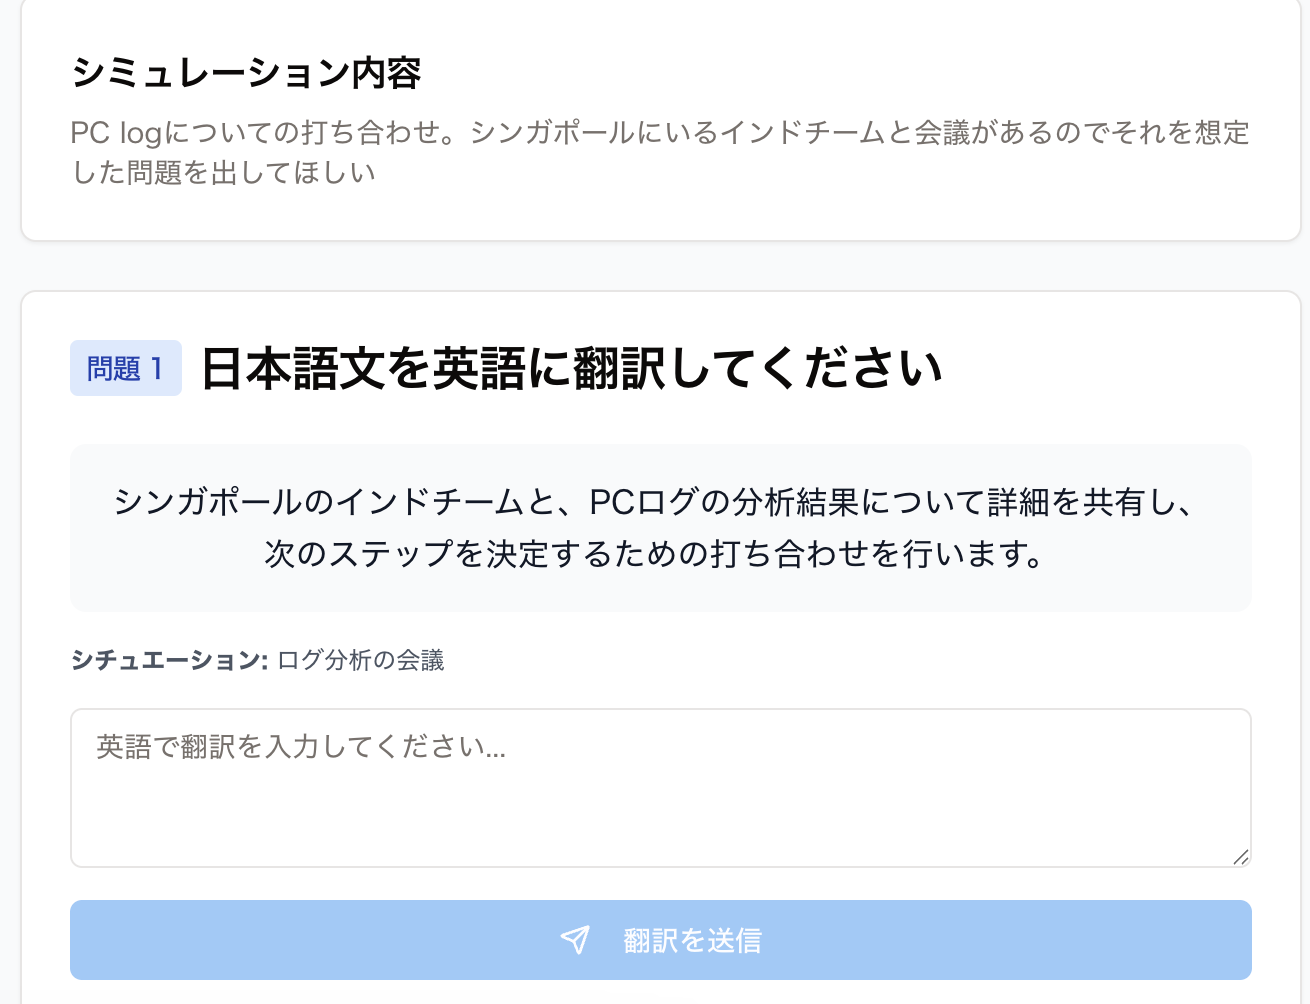 シミュレーション内容
PC logについての打ち合わせ。シンガポールにいるインドチームと会議があるのでそれを想定
した問題を出してほしい
問題 1 日本語文を英語に翻訳してください
シンガポールのインドチームと、PCログの分析結果について詳細を共有し、
次のステップを決定するための打ち合わせを行います。
シチュエーション: ログ分析の会議
英語で翻訳を入力してください...
翻訳を送信